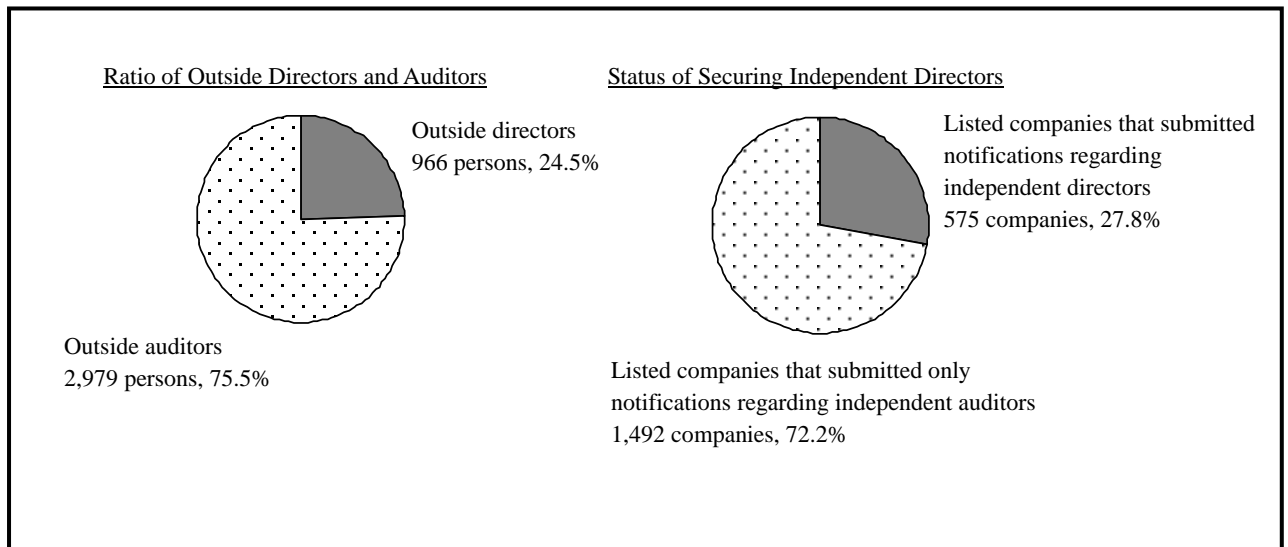 Ratio of Outside Directors and Auditors
Outside directors
966 persons, 24.5%
Outside auditors
2,979 persons, 75.5%
Status of Securing Independent Directors
Listed companies that submitted
notifications regarding
independent directors
575 companies, 27.8%
Listed companies that submitted only
notifications regarding independent auditors
1,492 companies, 72.2%